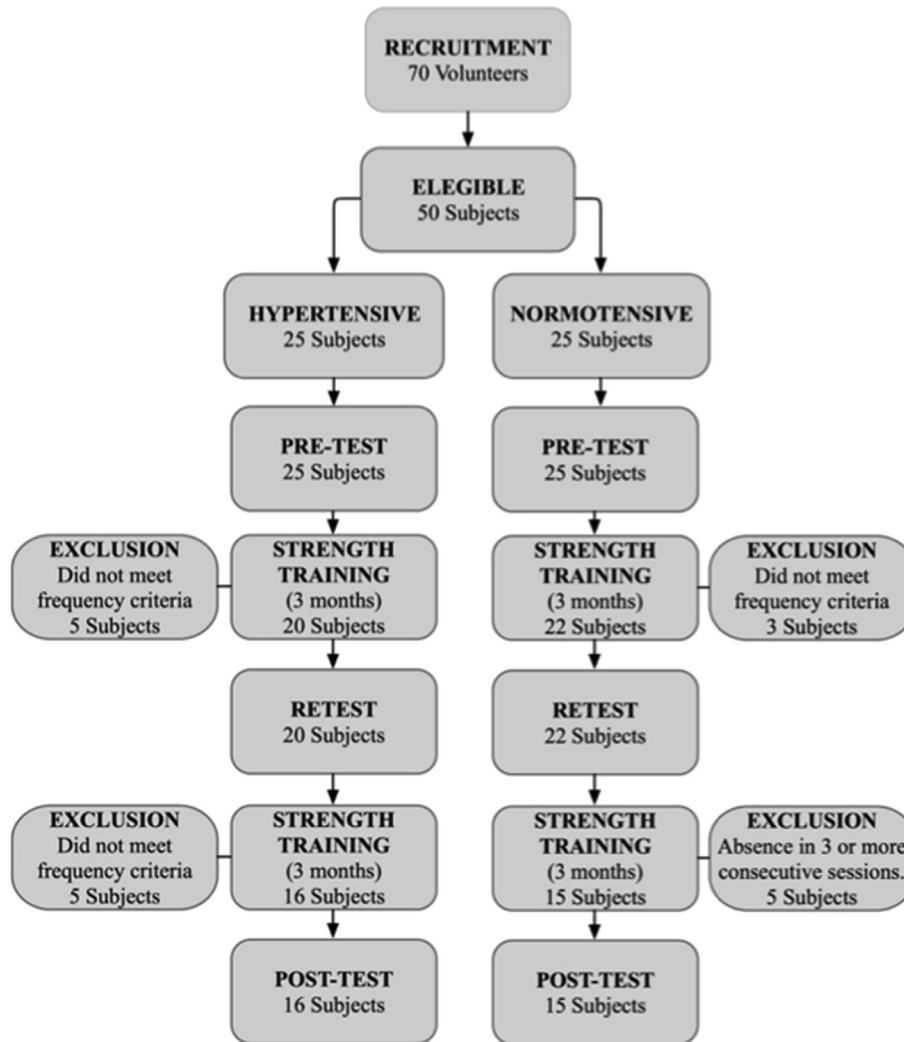 RECRUITMENT
70 Volunteers
ELEGIBLE
50 Subjects
HYPERTENSIVE
25 Subjects
NORMOTENSIVE
25 Subjects
PRE-TEST
25 Subjects
PRE-TEST
25 Subjects
EXCLUSION
Did not meet
frequency criteria
5 Subjects
STRENGTH
TRAINING
(3 months)
20 Subjects
STRENGTH
TRAINING
(3 months)
22 Subjects
EXCLUSION
Did not meet
frequency criteria
3 Subjects
RETEST
20 Subjects
RETEST
22 Subjects
EXCLUSION
Did not meet
frequency criteria
5 Subjects
STRENGTH
TRAINING
(3 months)
16 Subjects
STRENGTH
TRAINING
(3 months)
15 Subjects
EXCLUSION
Absence in 3 or more
consecutive sessions.
5 Subjects
POST-TEST
16 Subjects
POST-TEST
15 Subjects